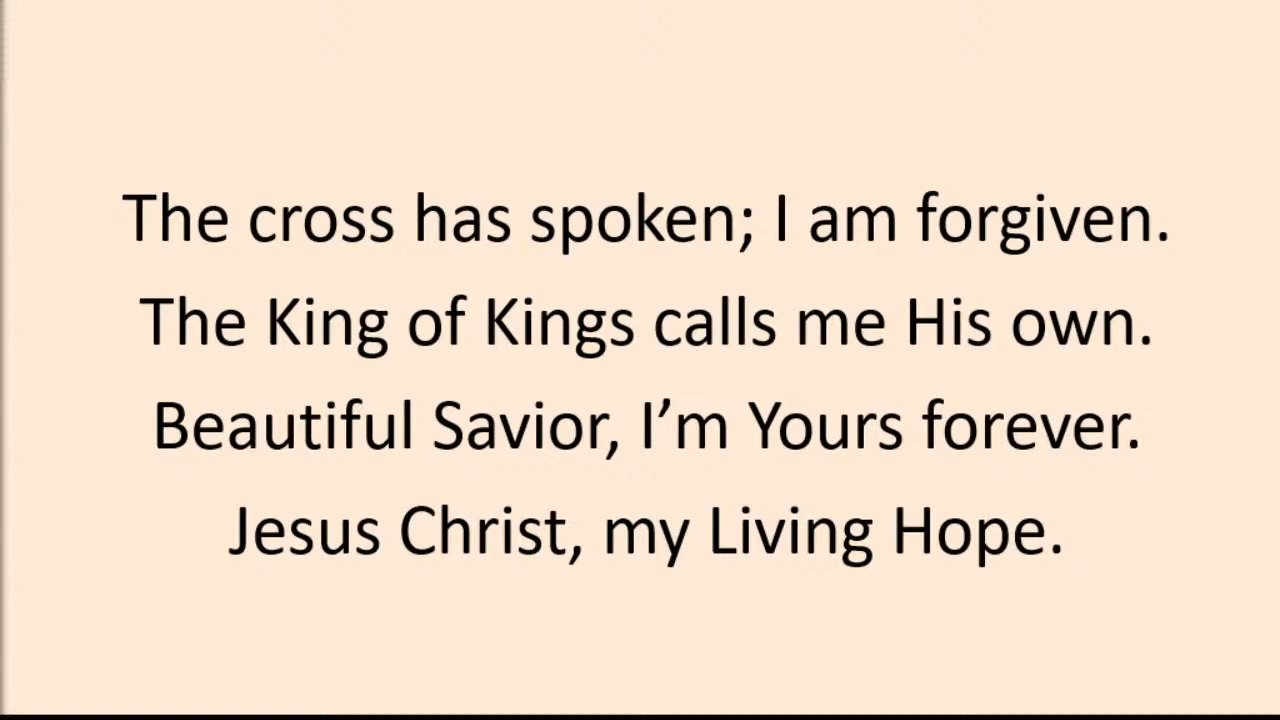 The cross has spoken; I am forgiven.
The King of Kings calls me His own.
Beautiful Savior, I’m Yours forever.
Jesus Christ, my Living Hope.